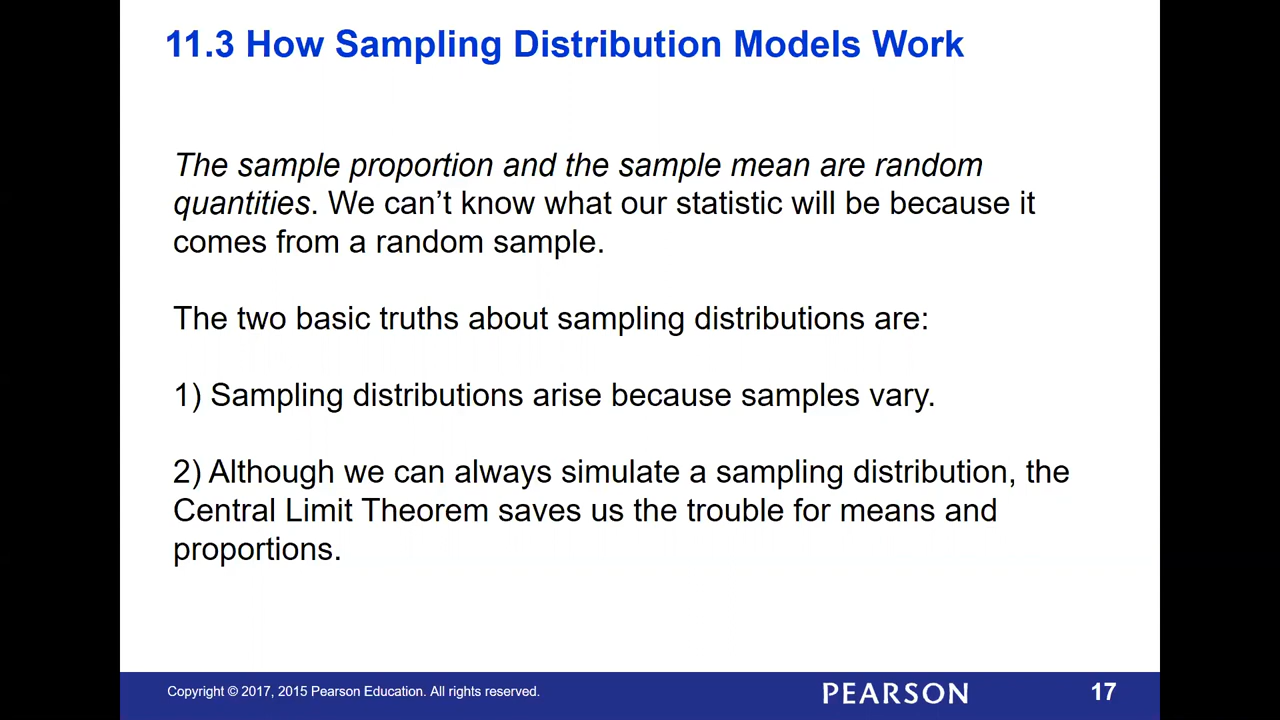 11.3 How Sampling Distribution Models Work
The sample proportion and the sample mean are random
quantities. We can’t know what our statistic will be because it
comes from a random sample.
The two basic truths about sampling distributions are:
1) Sampling distributions arise because samples vary.
2) Although we can always simulate a sampling distribution, the
Central Limit Theorem saves us the trouble for means and
proportions.
Copyright © 2017, 2015 Pearson Education. All rights reserved.
PEARSON
17